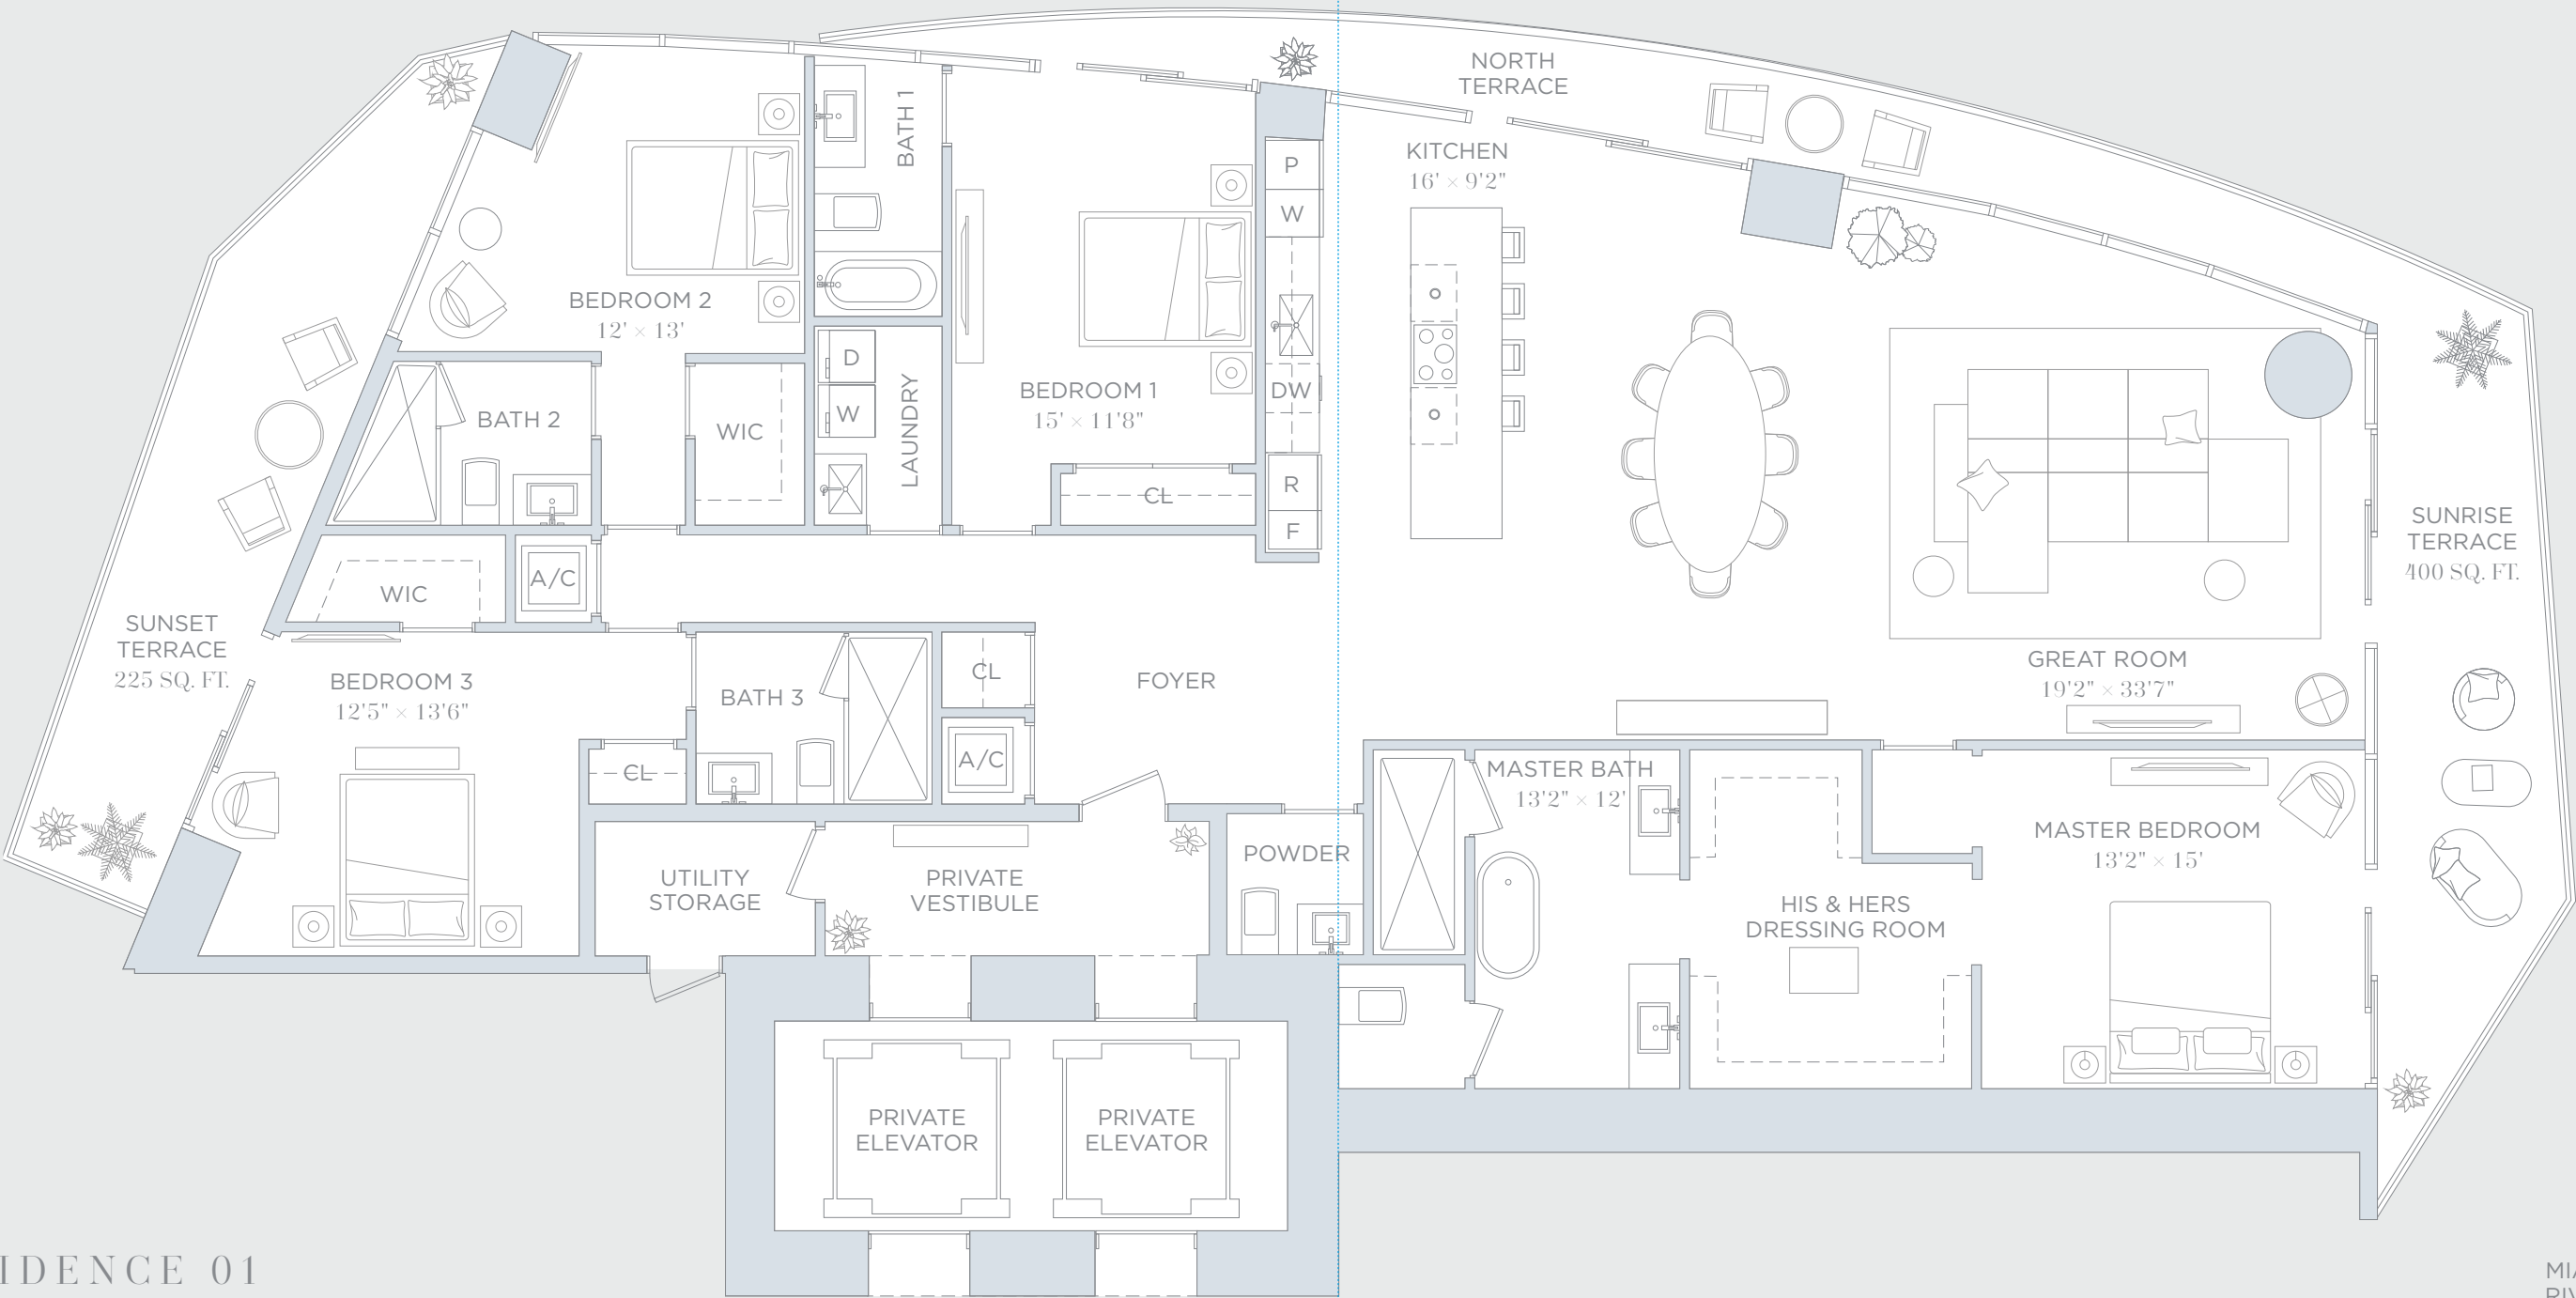 NORTH
TERRACE
BATH 1
KITCHEN
16' × 9'2"
P
W
BEDROOM 2
12' × 13'
D
W
LAUNDRY
BEDROOM 1
15' × 11'8"
DW
BATH 2
WIC
R
CL
F
SUNRISE
TERRACE
400 SQ. FT.
A/C
WIC
SUNSET
TERRACE
225 SQ. FT.
BEDROOM 3
12'5" × 13'6"
BATH 3
CL
FOYER
GREAT ROOM
19'2" × 33'7"
CL
A/C
MASTER BATH
13'2" × 12'
MASTER BEDROOM
13'2" × 15'
POWDER
UTILITY
STORAGE
PRIVATE
VESTIBULE
HIS & HERS
DRESSING ROOM
PRIVATE
ELEVATOR
PRIVATE
ELEVATOR
IDENCE 01